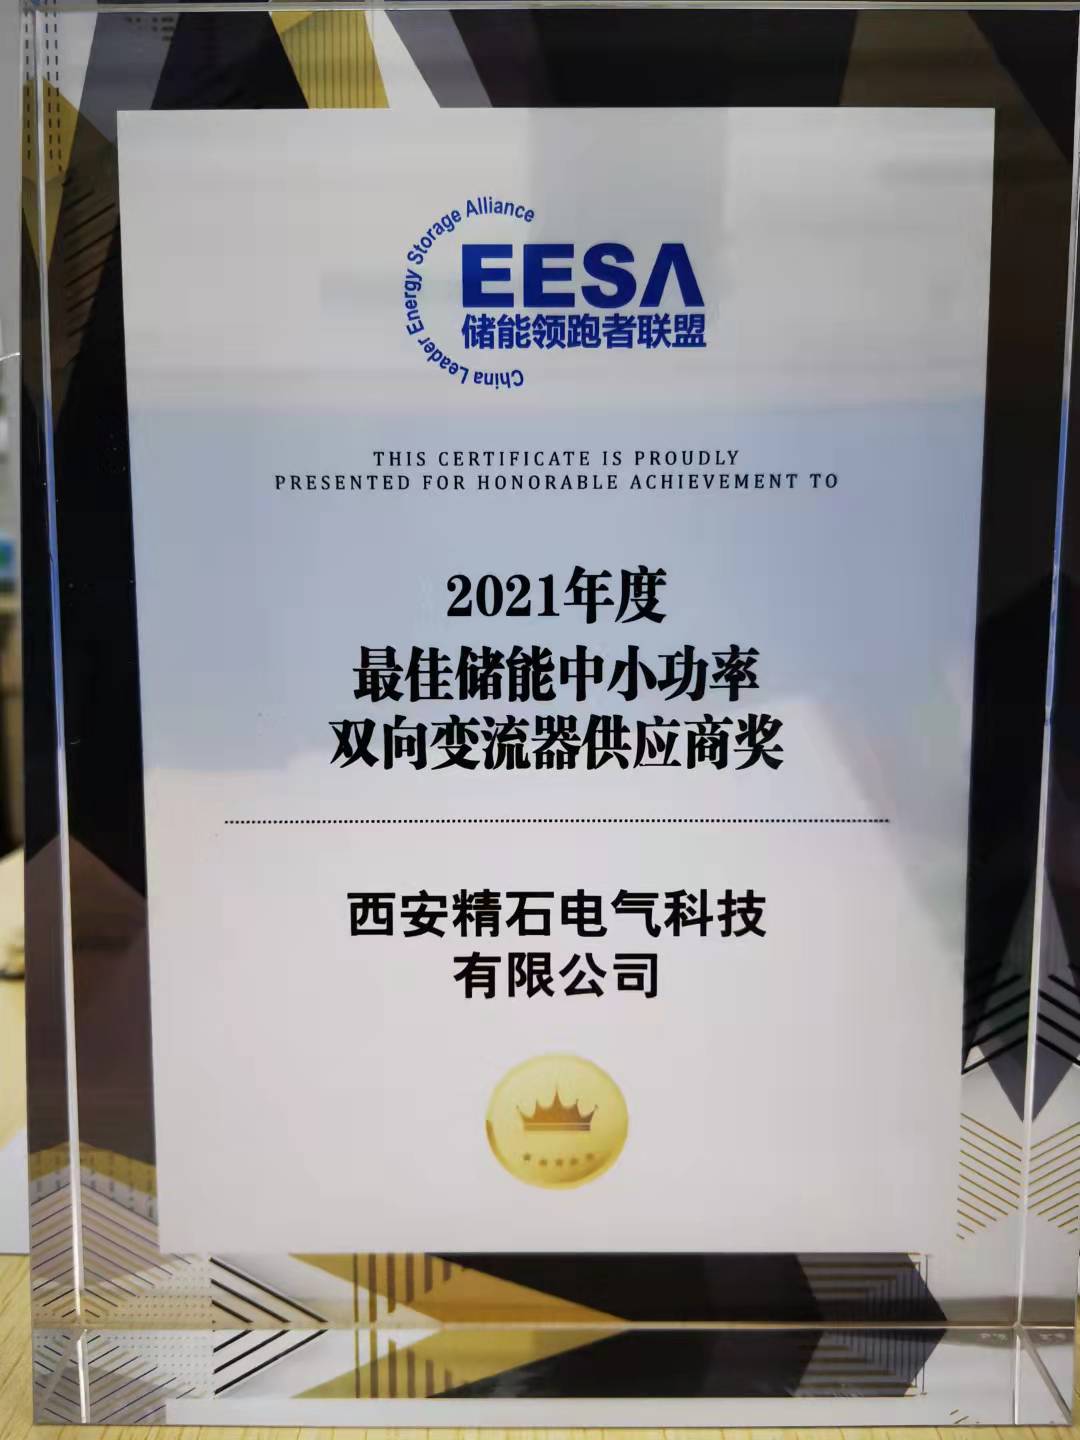 China Leader Energy Storage Alliance
EESA
储能领跑者联盟
THIS CERTIFICATE IS PROUDLY
PRESENTED FOR HONORABLE ACHIEVEMENT TO
2021年度
最佳储能中小功率
双向变流器供应商奖
西安精石电气科技
有限公司